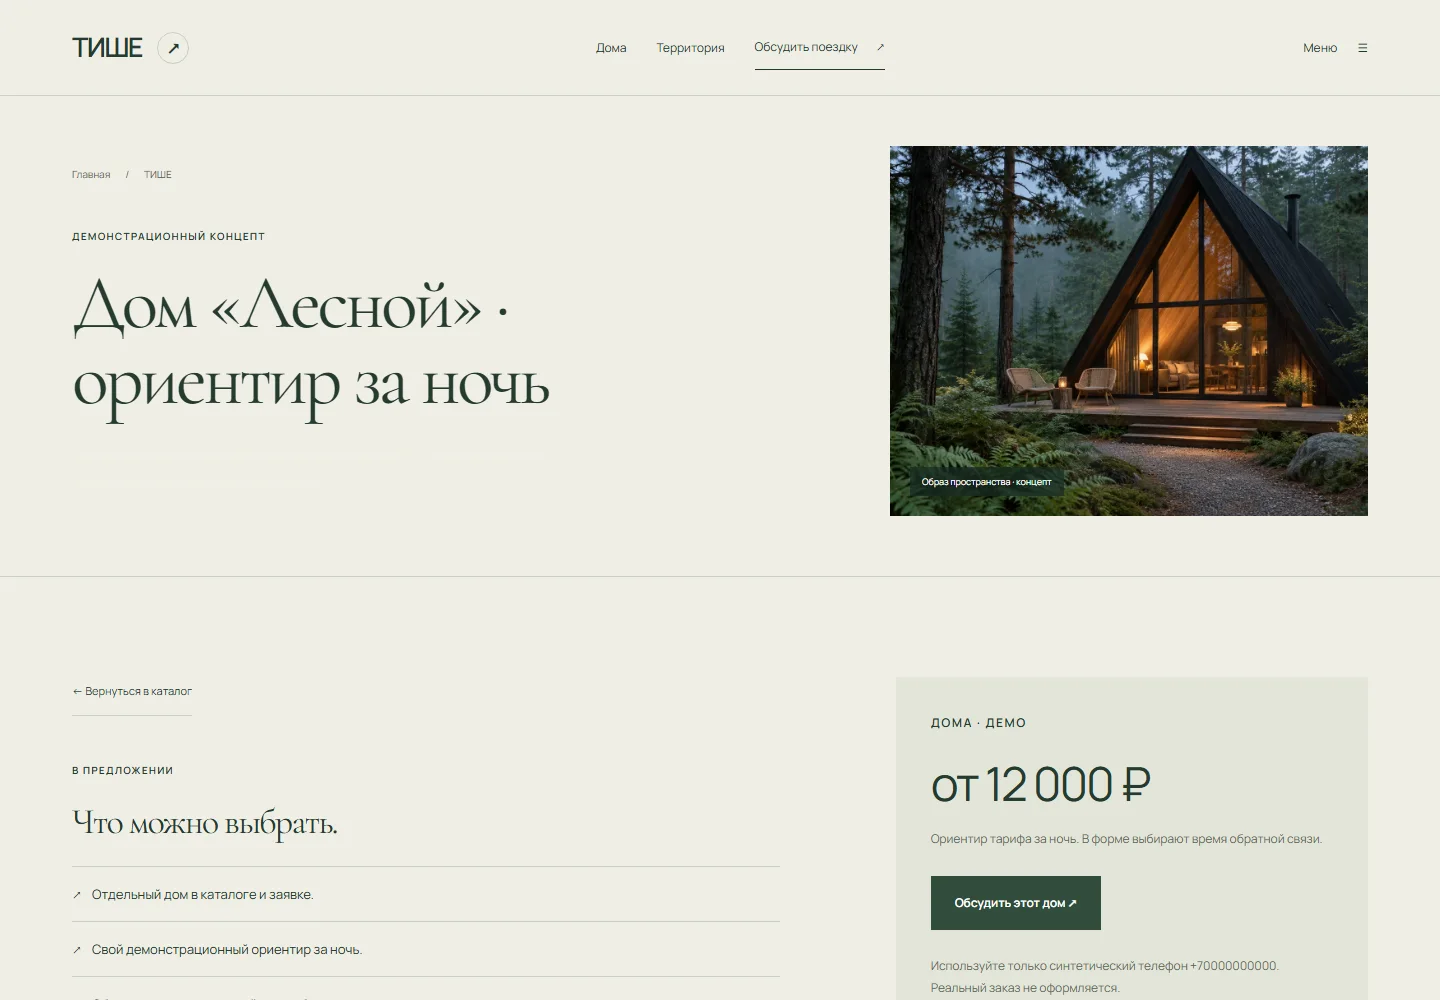 ТИШЕ ↗
Дома
Территория
Обсудить поездку ↗
Меню ☰
Главная / ТИШЕ
ДЕМОНСТРАЦИОННЫЙ КОНЦЕПТ
Дом «Лесной» ·
ориентир за ночь
Образ пространства · концепт
← Вернуться в каталог
В ПРЕДЛОЖЕНИИ
Что можно выбрать.
↗ Отдельный дом в каталоге и заявке.
↗ Свой демонстрационный ориентир за ночь.
ДОМА · ДЕМО
от 12 000 ₽
Ориентир тарифа за ночь. В форме выбирают время обратной связи.
Обсудить этот дом ↗
Используйте только синтетический телефон +70000000000.
Реальный заказ не оформляется.